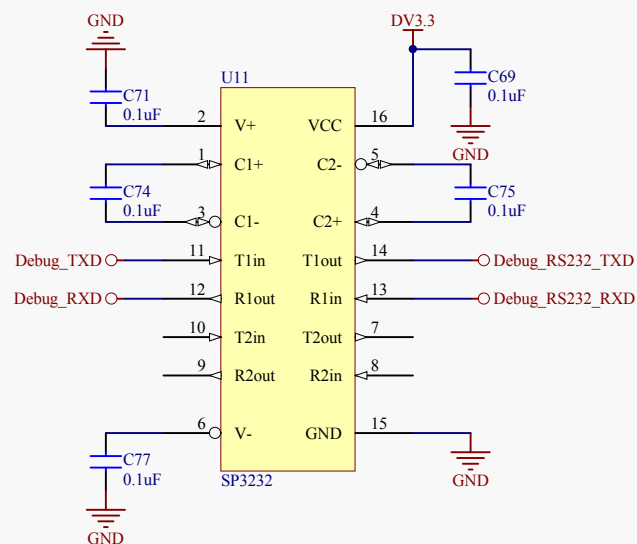 GND
DV3.3
U11
C71
0.1uF
C69
0.1uF
2
V+
VCC
16
GND
1
C1+
C2-
5
C74
0.1uF
C75
0.1uF
3
C1-
C2+
4
Debug_TXD
11
T1in
T1out
14
Debug_RS232_TXD
Debug_RXD
12
R1out
R1in
13
Debug_RS232_RXD
10
T2in
T2out
7
9
R2out
R2in
8
6
V-
GND
15
C77
0.1uF
SP3232
GND
GND